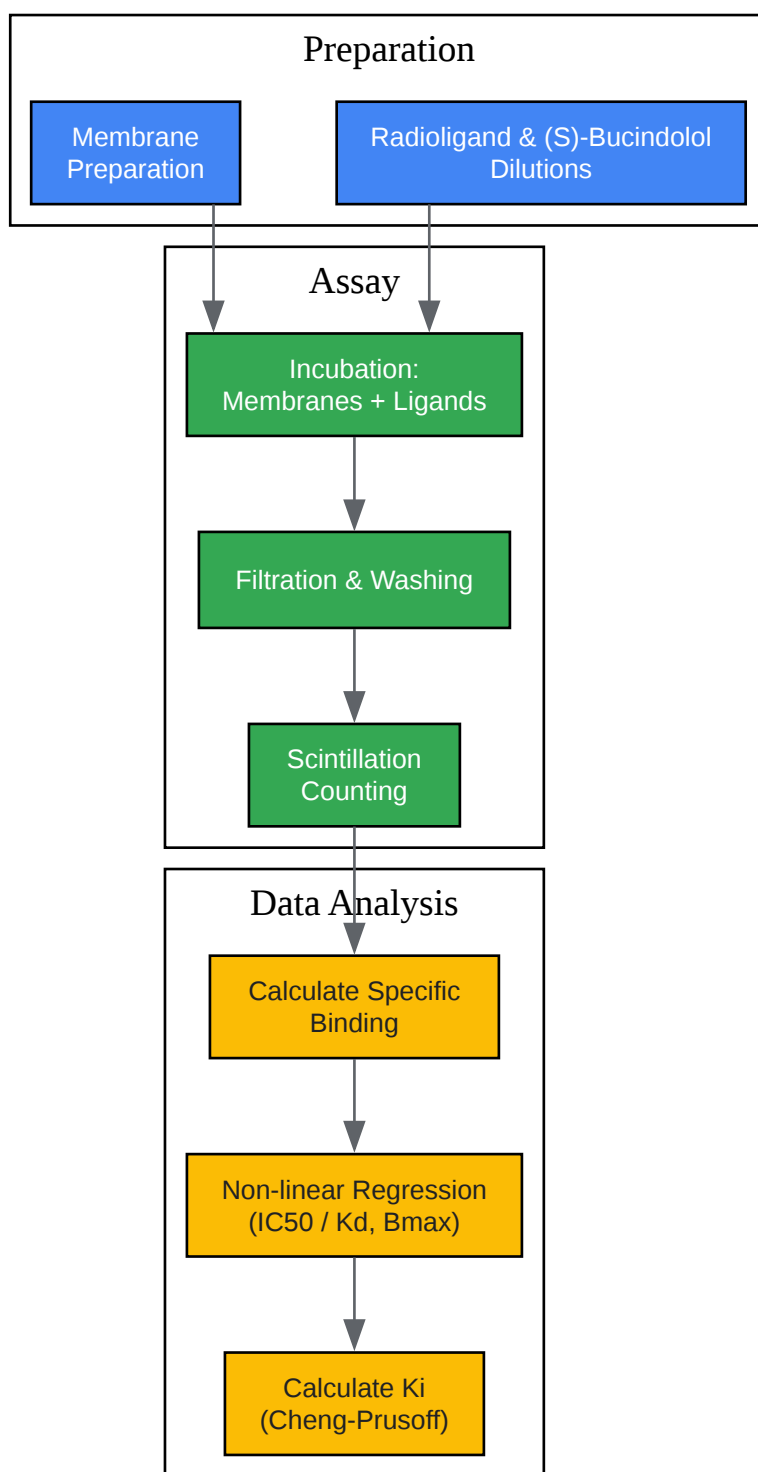 Preparation
Membrane
Preparation
Radioligand & (S)-Bucindolol
Dilutions
Assay
Incubation:
Membranes + Ligands
Filtration & Washing
Scintillation
Counting
Data Analysis
Calculate Specific
Binding
Non-linear Regression
(IC50 / Kd, Bmax)
Calculate Ki
(Cheng-Prusoff)